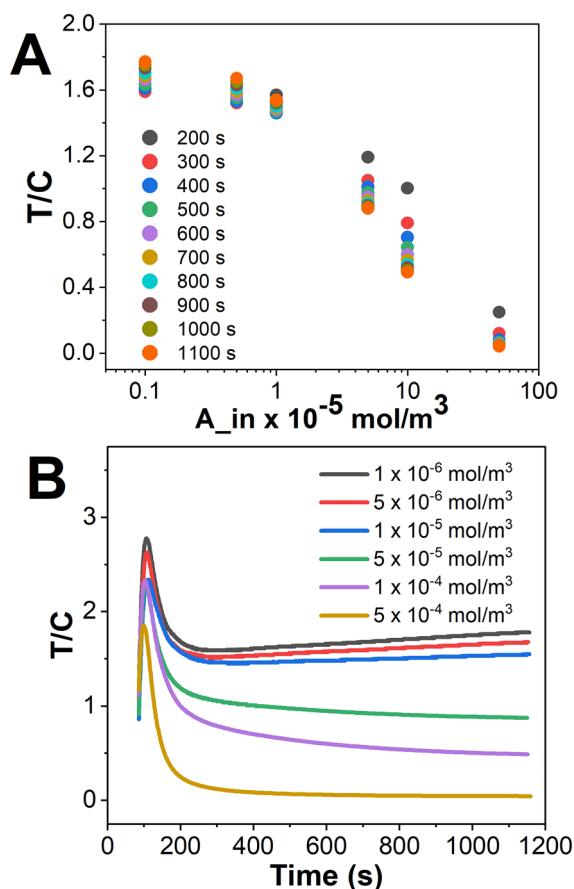 A
T/C
2.0
1.6
1.2
0.8
0.4
0.0
200 s
300 s
400 s
500 s
600 s
700 s
800 s
900 s
1000 s
1100 s
0.1 1 10 100
A_in x 10⁻⁵ mol/m³
B
T/C
3
2
1
0
1 x 10⁻⁶ mol/m³
5 x 10⁻⁶ mol/m³
1 x 10⁻⁵ mol/m³
5 x 10⁻⁵ mol/m³
1 x 10⁻⁴ mol/m³
5 x 10⁻⁴ mol/m³
0 200 400 600 800 1000 1200
Time (s)